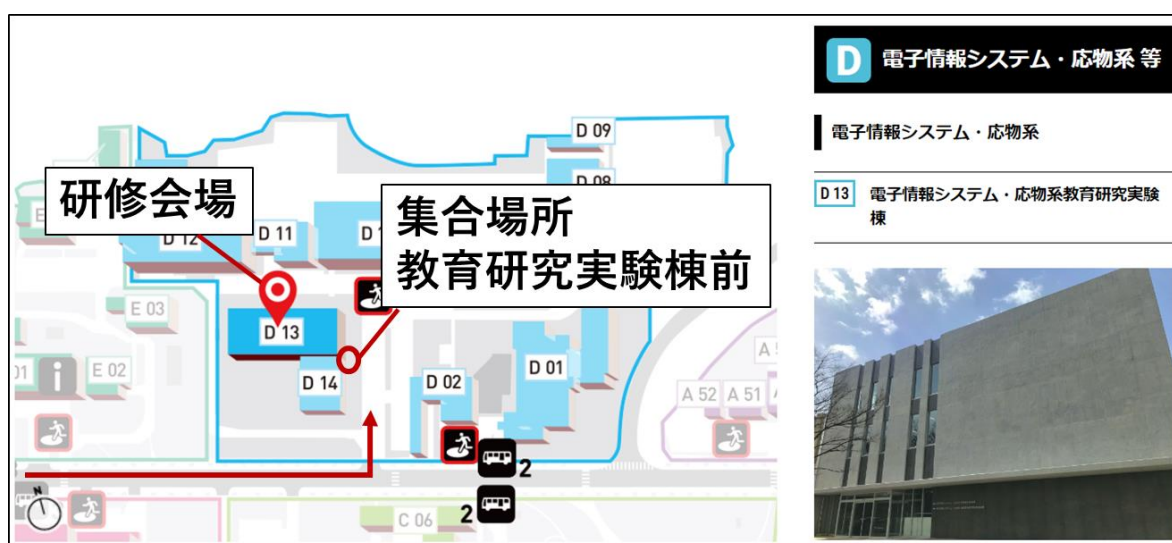 研修会場
集合場所
教育研究実験棟前
D 09
D 08
D 12
D 11
D 13
D 14
D 02
D 01
E 03
E 02
A 52
A 51
2
2
C 06
N
D 電子情報システム・応物系 等
電子情報システム・応物系
D 13 電子情報システム・応物系教育研究実験
棟